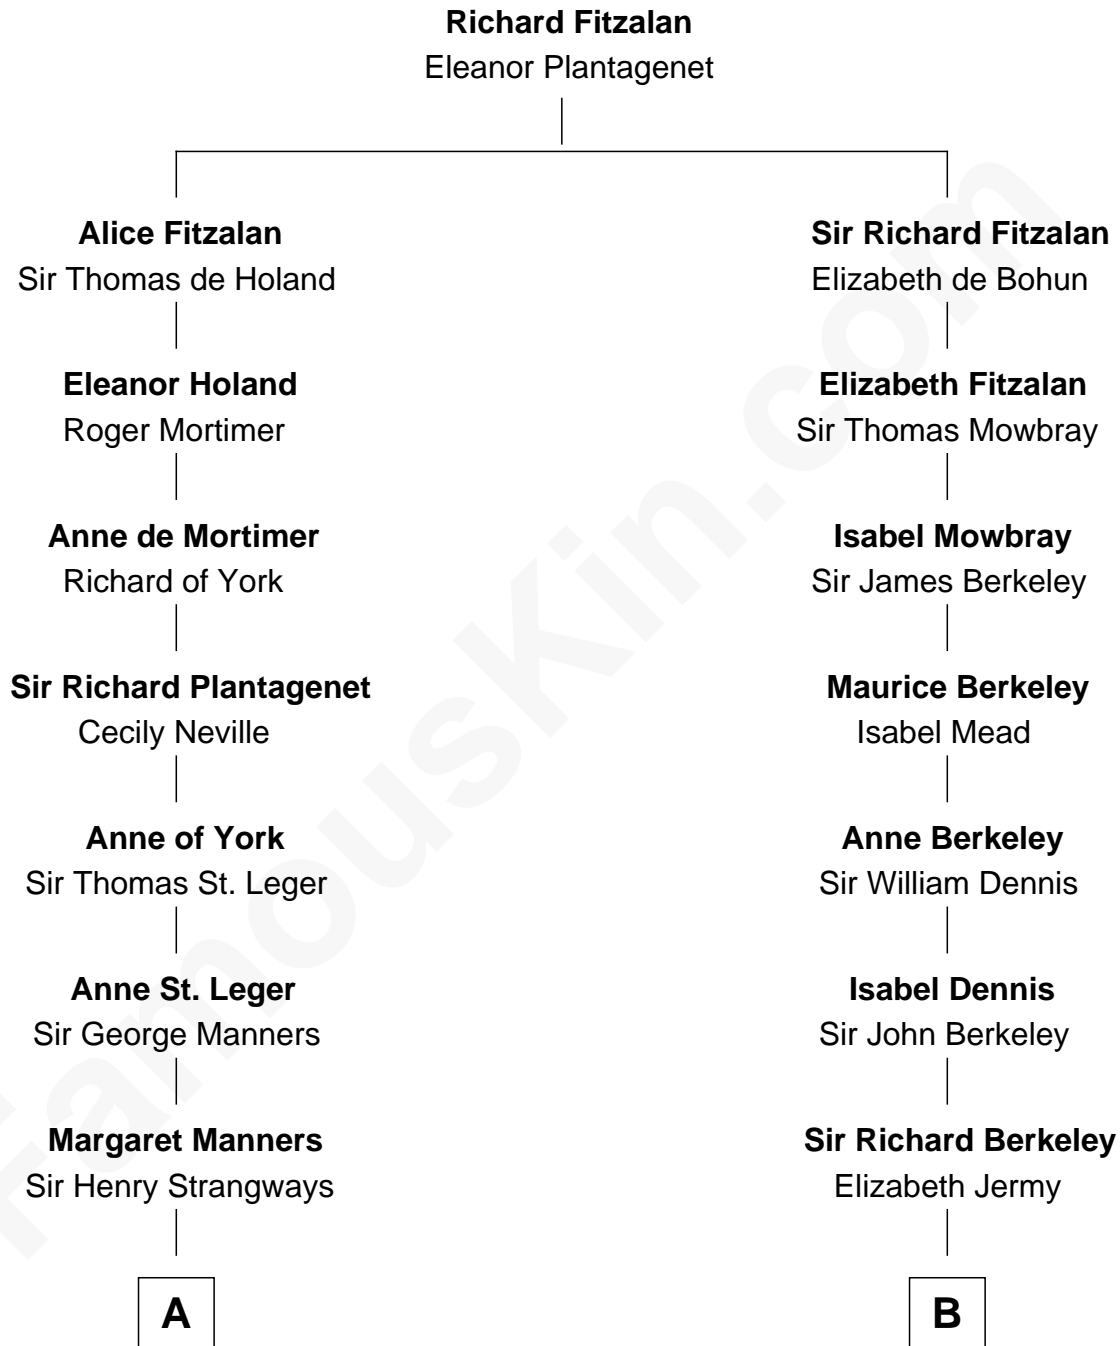 Richard Fitzalan
Eleanor Plantagenet
Alice Fitzalan
Sir Thomas de Holand
Sir Richard Fitzalan
Elizabeth de Bohun
Eleanor Holand
Roger Mortimer
Elizabeth Fitzalan
Sir Thomas Mowbray
Anne de Mortimer
Richard of York
Isabel Mowbray
Sir James Berkeley
Sir Richard Plantagenet
Cecily Neville
Maurice Berkeley
Isabel Mead
Anne of York
Sir Thomas St. Leger
Anne Berkeley
Sir William Dennis
Anne St. Leger
Sir George Manners
Isabel Dennis
Sir John Berkeley
Margaret Manners
Sir Henry Strangways
Sir Richard Berkeley
Elizabeth Jermy
A
B
FamousKin.com